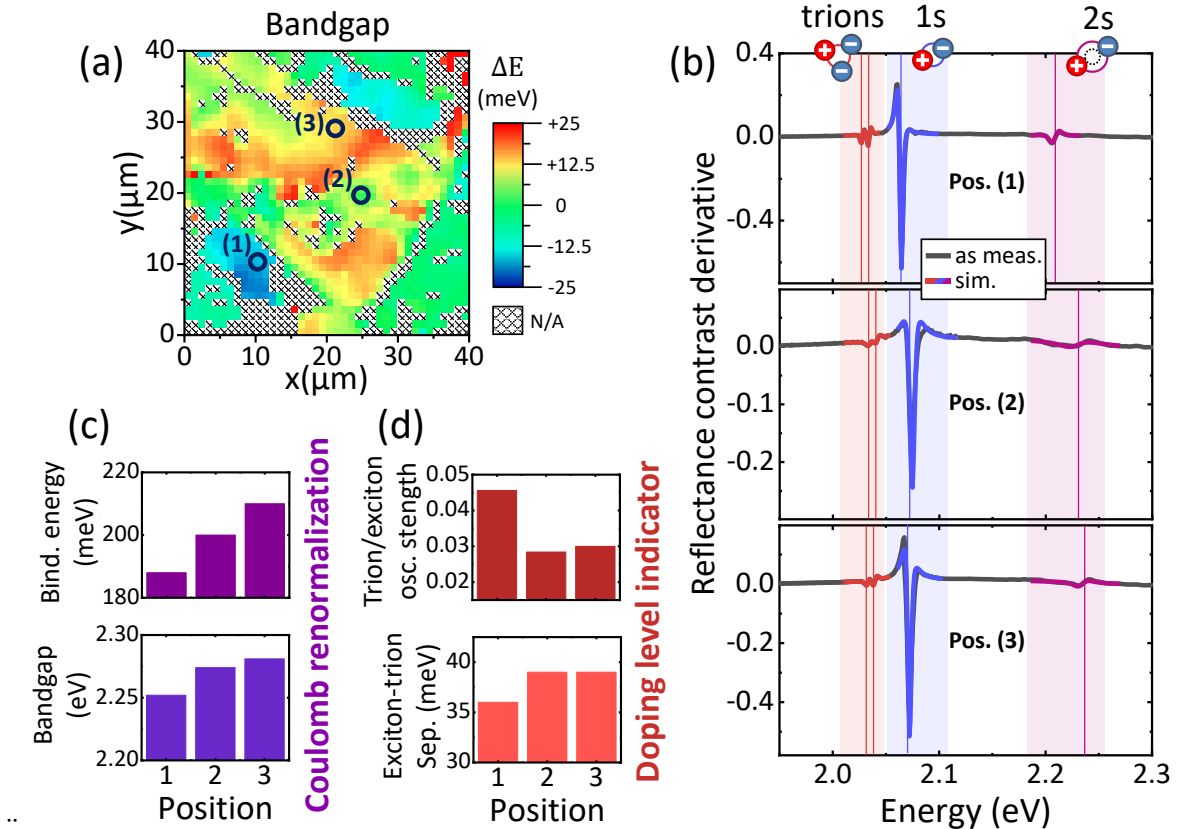 Bandgap
(a)
ΔE
(meV)
+25
+12.5
0
-12.5
-25
N/A
40
30
20
10
0
y(μm)
(3)
(2)
(1)
0 10 20 30 40
x(μm)
trions 1s 2s
(b)
+ − −
+ −
+ −
Reflectance contrast derivative
0.4
0.0
-0.4
Pos. (1)
as meas.
sim.
0.0
-0.1
-0.2
Pos. (2)
0.0
-0.2
-0.4
Pos. (3)
2.0 2.1 2.2 2.3
Energy (eV)
(c)
Bind. energy
(meV)
220
200
180
Bandgap
(eV)
2.30
2.25
2.20
1 2 3
Position
Coulomb renormalization
(d)
Trion/exciton
osc. stength
0.05
0.04
0.03
0.02
Exciton-trion
Sep. (meV)
40
35
30
1 2 3
Position
Doping level indicator
..